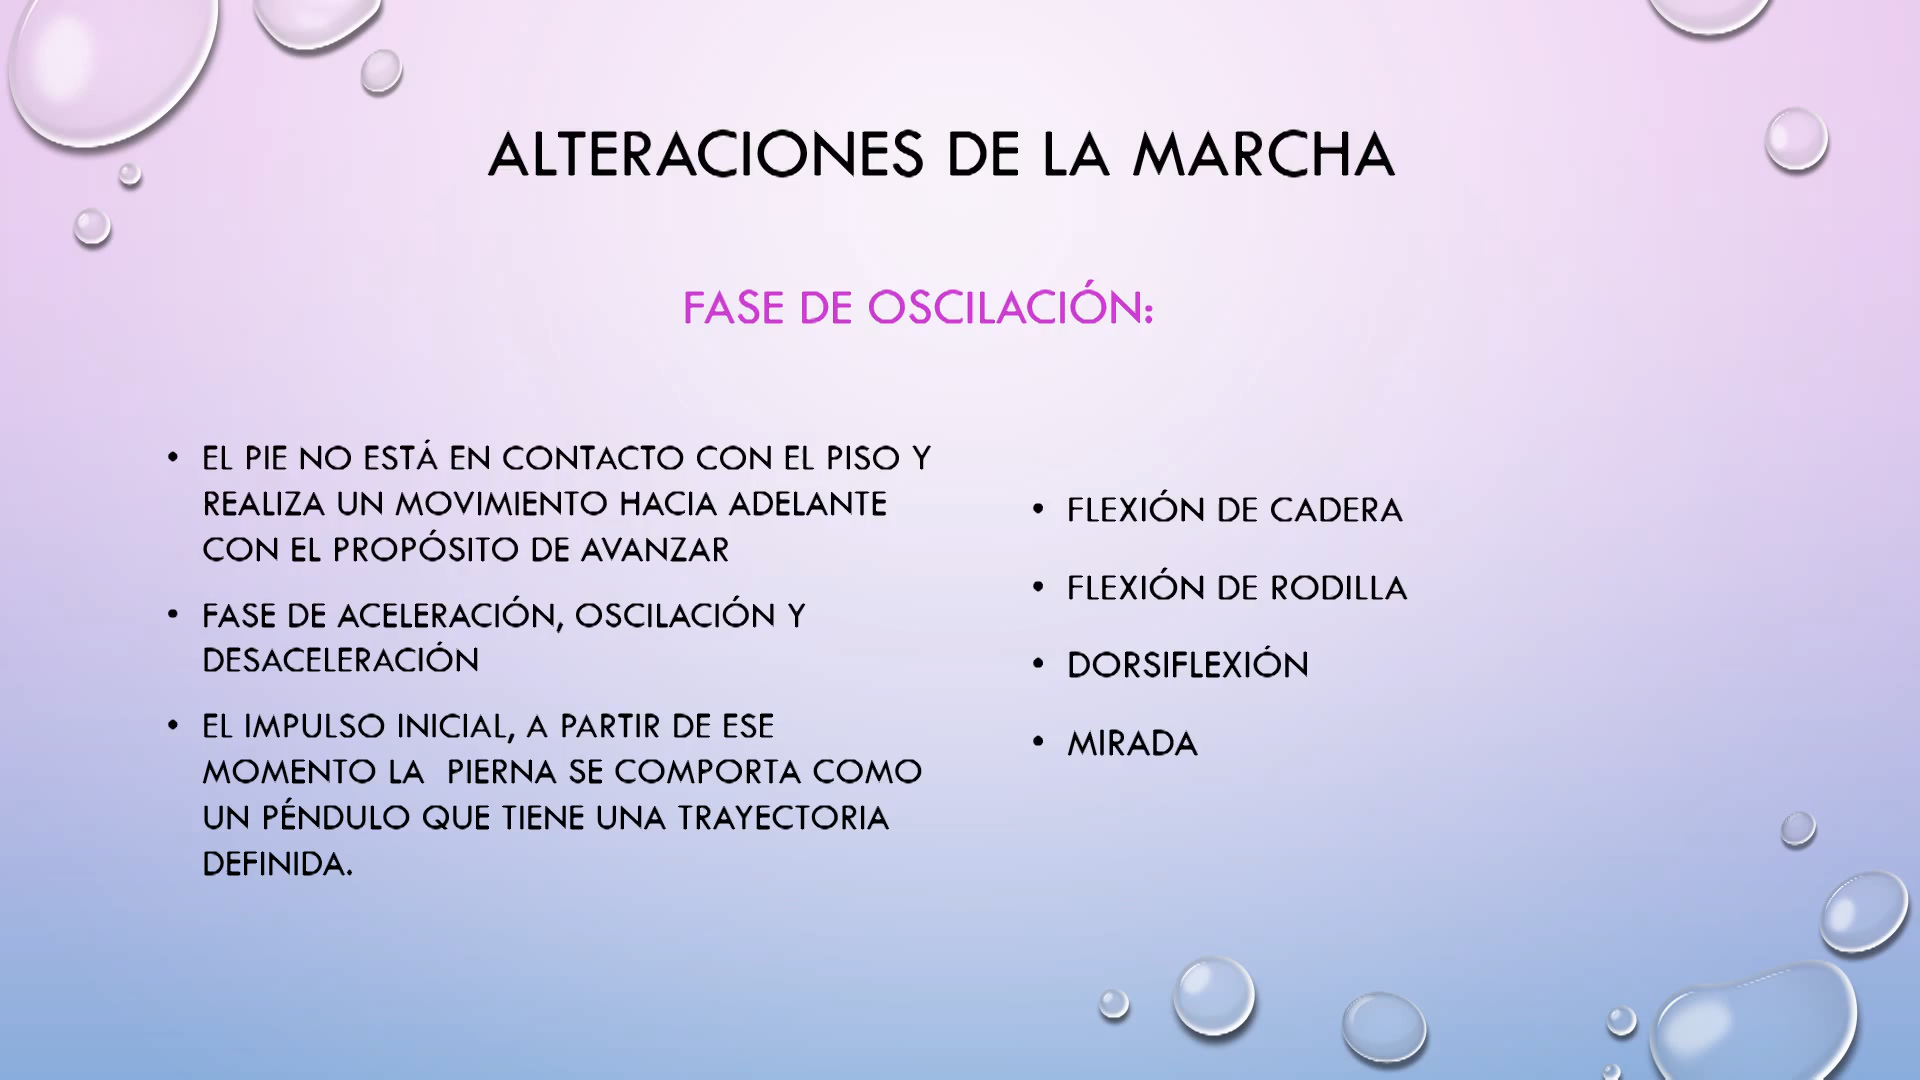 ALTERACIONES DE LA MARCHA
FASE DE OSCILACIÓN:
• EL PIE NO ESTÁ EN CONTACTO CON EL PISO Y
REALIZA UN MOVIMIENTO HACIA ADELANTE
CON EL PROPÓSITO DE AVANZAR
• FASE DE ACELERACIÓN, OSCILACIÓN Y
DESACELERACIÓN
• EL IMPULSO INICIAL, A PARTIR DE ESE
MOMENTO LA  PIERNA SE COMPORTA COMO
UN PÉNDULO QUE TIENE UNA TRAYECTORIA
DEFINIDA.
• FLEXIÓN DE CADERA
• FLEXIÓN DE RODILLA
• DORSIFLEXIÓN
• MIRADA